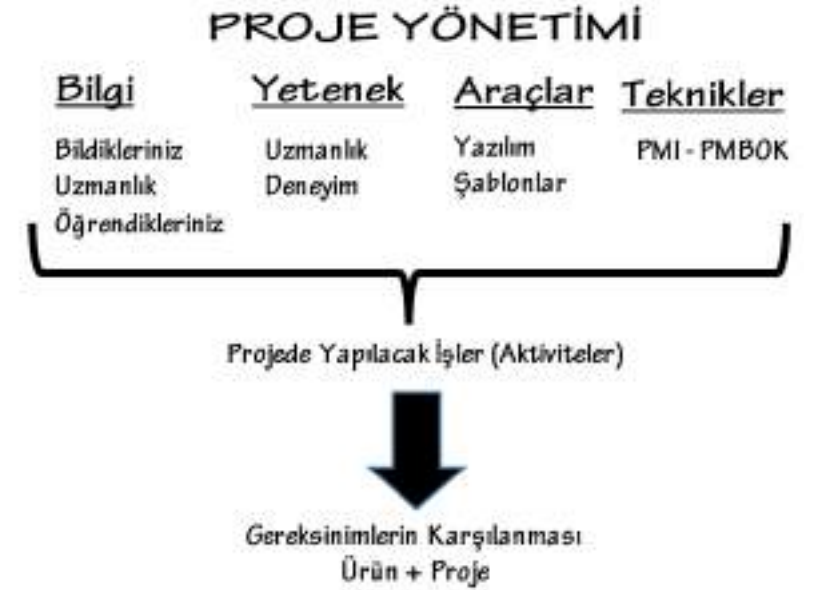 PROJE YÖNETİMİ
Bilgi
Bildikleriniz
Uzmanlık
Öğrendikleriniz
Yetenek
Uzmanlık
Deneyim
Araçlar
Yazılım
Şablonlar
Teknikler
PMI - PMBOK
Projede Yapılacak İşler (Aktiviteler)
Gereksinimlerin Karşılanması
Ürün + Proje